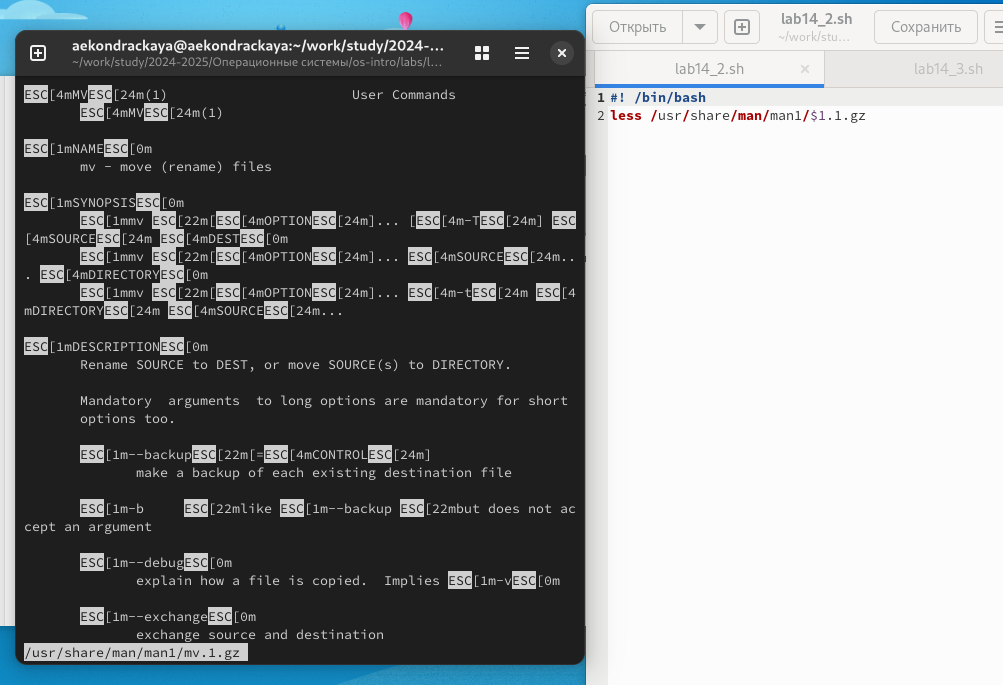 aekondrackaya@aekondrackaya:~/work/study/2024-...
~/work/study/2024-2025/Операционные системы/os-intro/labs/l...
ESC[4mMVESC[24m(1)                       User Commands
       ESC[4mMVESC[24m(1)

ESC[1mNAMEESC[0m
       mv - move (rename) files

ESC[1mSYNOPSISESC[0m
       ESC[1mmv ESC[22m[ESC[4mOPTIONESC[24m]... [ESC[4m-TESC[24m] ESC
[4mSOURCEESC[24m ESC[4mDESTESC[0m
       ESC[1mmv ESC[22m[ESC[4mOPTIONESC[24m]... ESC[4mSOURCEESC[24m..
. ESC[4mDIRECTORYESC[0m
       ESC[1mmv ESC[22m[ESC[4mOPTIONESC[24m]... ESC[4m-tESC[24m ESC[4
mDIRECTORYESC[24m ESC[4mSOURCEESC[24m...

ESC[1mDESCRIPTIONESC[0m
       Rename SOURCE to DEST, or move SOURCE(s) to DIRECTORY.

       Mandatory  arguments  to long options are mandatory for short
       options too.

       ESC[1m--backupESC[22m[=ESC[4mCONTROLESC[24m]
              make a backup of each existing destination file

       ESC[1m-b     ESC[22mlike ESC[1m--backup ESC[22mbut does not ac
cept an argument

       ESC[1m--debugESC[0m
              explain how a file is copied.  Implies ESC[1m-vESC[0m

       ESC[1m--exchangeESC[0m
              exchange source and destination
/usr/share/man/man1/mv.1.gz
Открыть
lab14_2.sh
~/work/stu...
Сохранить
lab14_2.sh
lab14_3.sh
1 #! /bin/bash
2 less /usr/share/man/man1/$1.1.gz